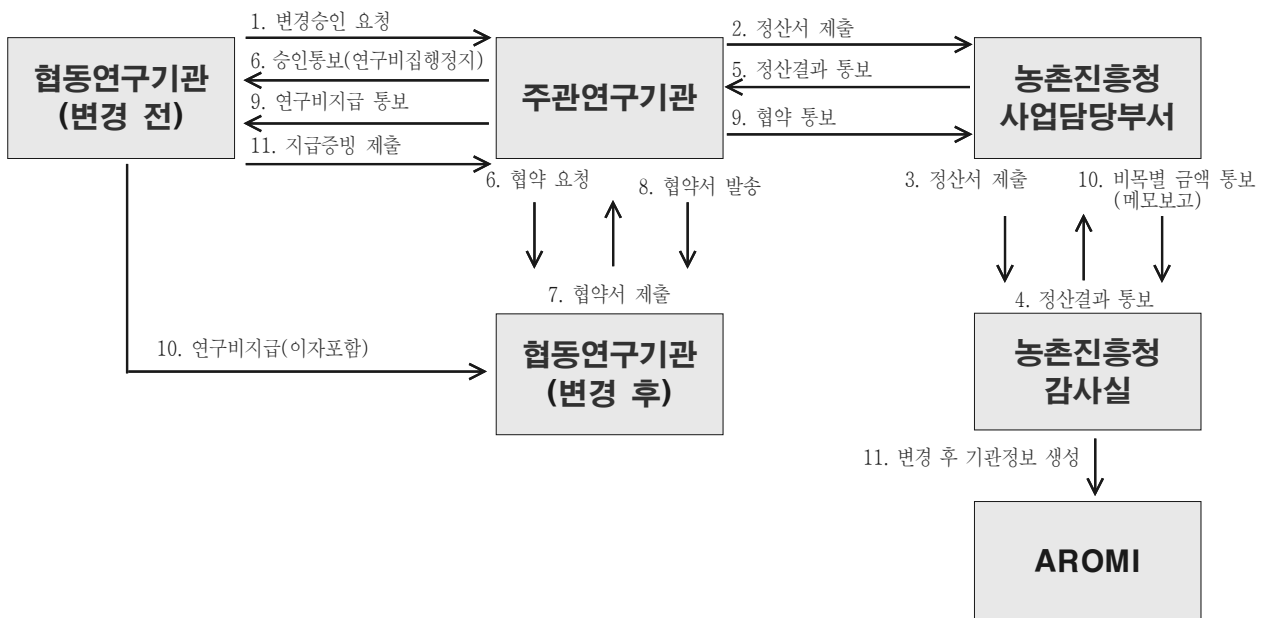 1. 변경승인 요청
6. 승인통보(연구비집행정지)
9. 연구비지급 통보
11. 지급증빙 제출
협동연구기관
(변경 전)
주관연구기관
2. 정산서 제출
5. 정산결과 통보
9. 협약 통보
농촌진흥청
사업담당부서
6. 협약 요청
8. 협약서 발송
7. 협약서 제출
3. 정산서 제출
10. 비목별 금액 통보
(메모보고)
4. 정산결과 통보
10. 연구비지급(이자포함)
협동연구기관
(변경 후)
농촌진흥청
감사실
11. 변경 후 기관정보 생성
AROMI